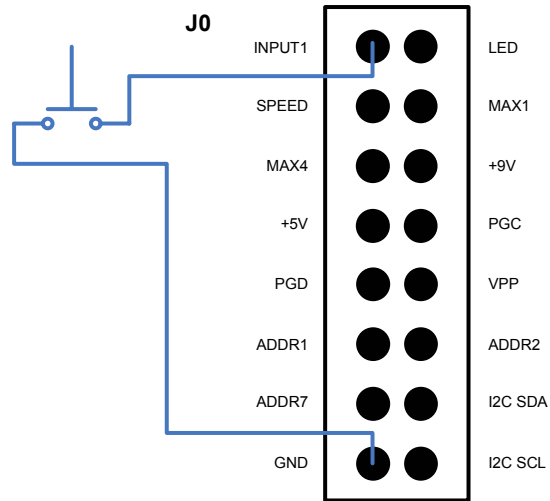 J0
INPUT1 LED
SPEED MAX1
MAX4 +9V
+5V PGC
PGD VPP
ADDR1 ADDR2
ADDR7 I2C SDA
GND I2C SCL